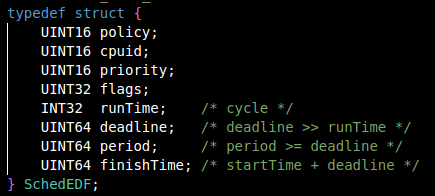 typedef struct {
    UINT16 policy;
    UINT16 cpuid;
    UINT16 priority;
    UINT32 flags;
    INT32  runTime;    /* cycle */
    UINT64 deadline;   /* deadline >> runTime */
    UINT64 period;     /* period >= deadline */
    UINT64 finishTime; /* startTime + deadline */
} SchedEDF;